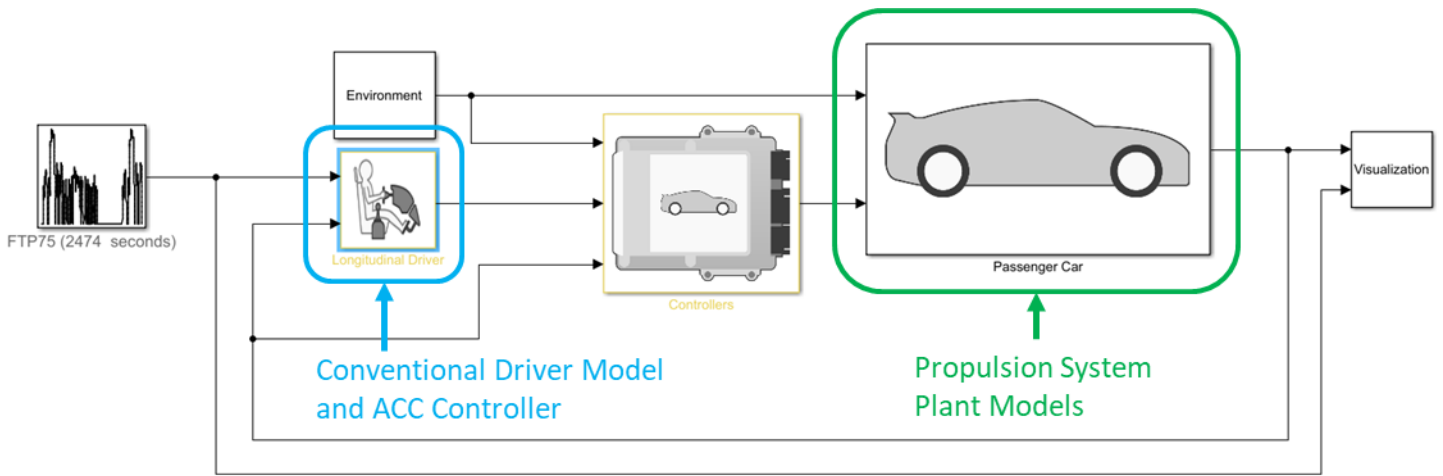 Environment
FTP75 (2474 seconds)
Longitudinal Driver
Controllers
Passenger Car
Visualization
Conventional Driver Model
and ACC Controller
Propulsion System
Plant Models